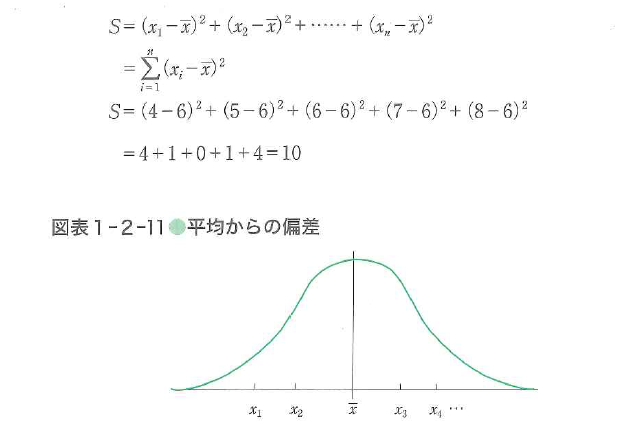 S=(x₁−x̅)²+(x₂−x̅)²+……+(xₙ−x̅)²
=∑ⁿᵢ₌₁(xᵢ−x̅)²
S=(4−6)²+(5−6)²+(6−6)²+(7−6)²+(8−6)²
=4+1+0+1+4=10
図表1-2-11●平均からの偏差
x₁ x₂ x̅ x₃ x₄ …